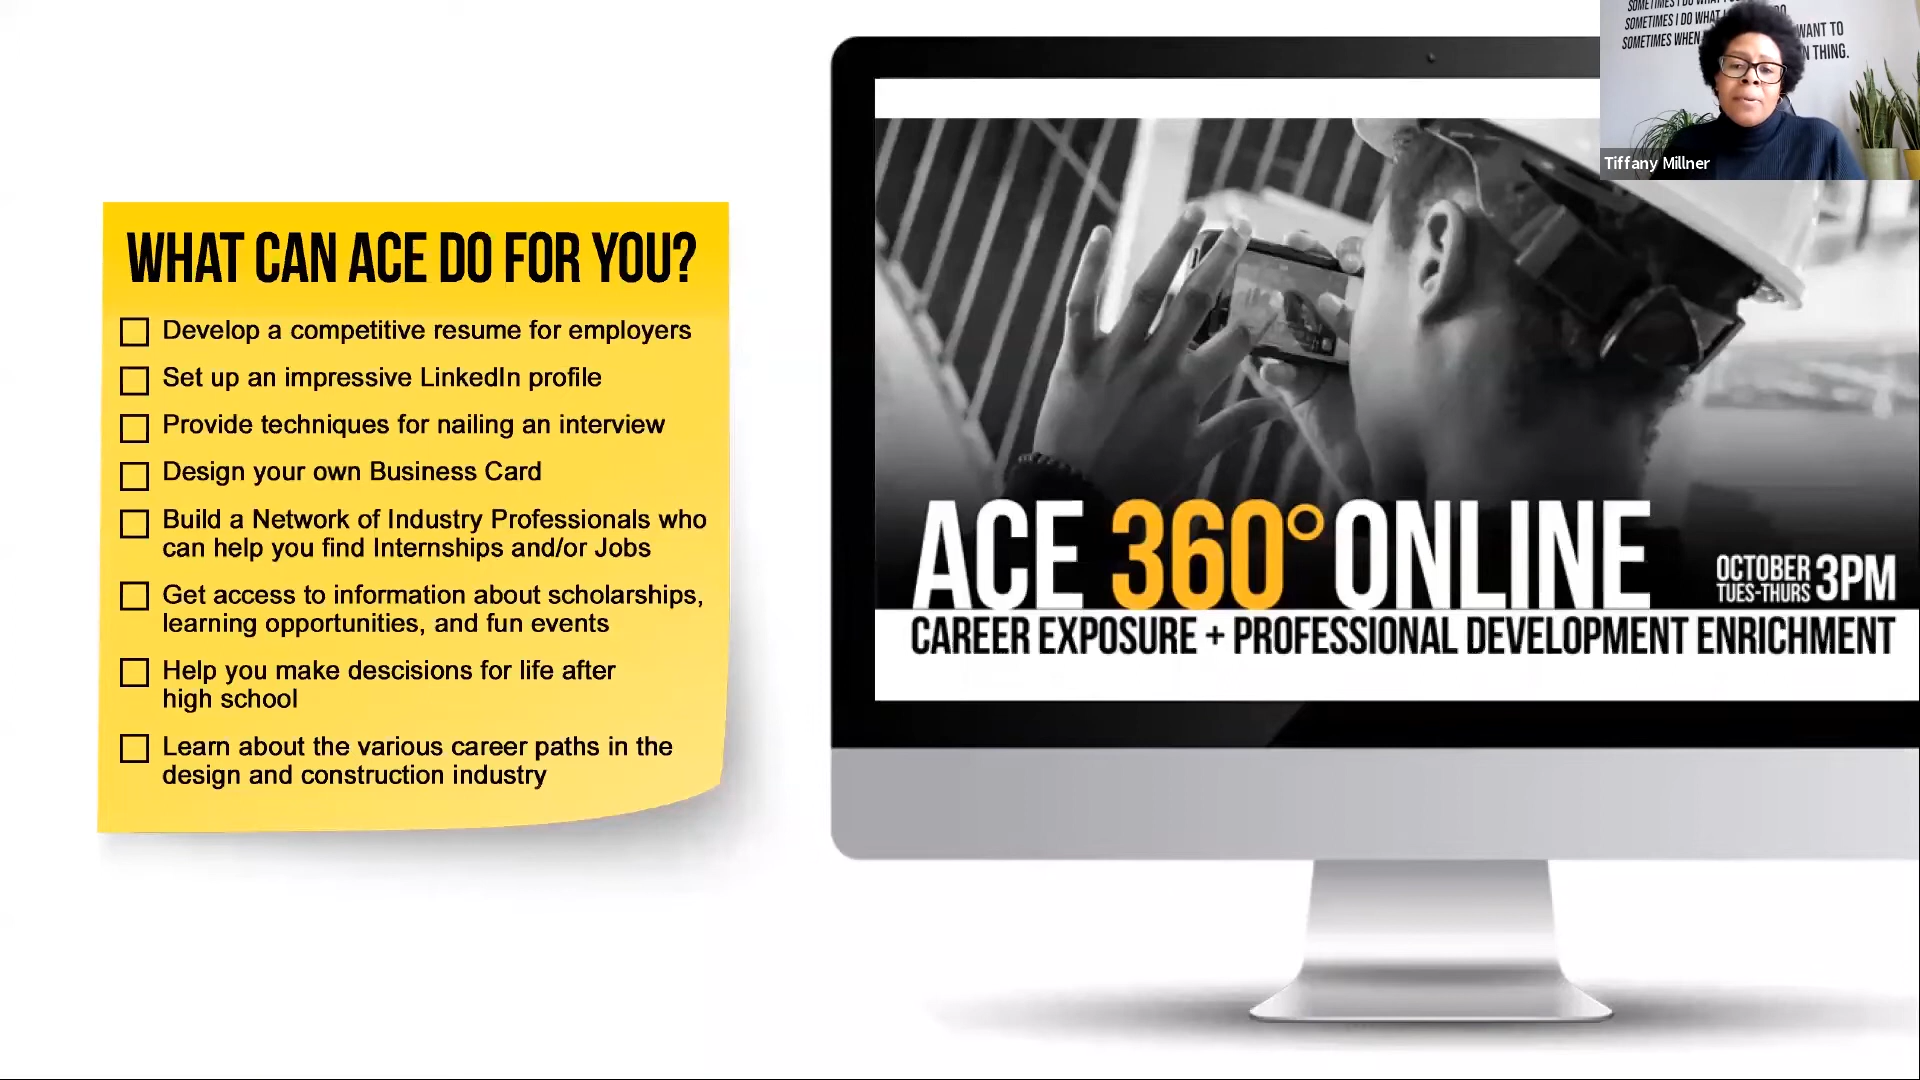 WHAT CAN ACE DO FOR YOU?
Develop a competitive resume for employers
Set up an impressive LinkedIn profile
Provide techniques for nailing an interview
Design your own Business Card
Build a Network of Industry Professionals who
can help you find Internships and/or Jobs
Get access to information about scholarships,
learning opportunities, and fun events
Help you make descisions for life after
high school
Learn about the various career paths in the
design and construction industry
ACE 360° ONLINE
OCTOBER
TUES-THURS
3PM
CAREER EXPOSURE + PROFESSIONAL DEVELOPMENT ENRICHMENT
SOMETIMES I DO WHAT
SOMETIMES I DO WHAT
SOMETIMES WHEN WANT TO
THING.
Tiffany Millner